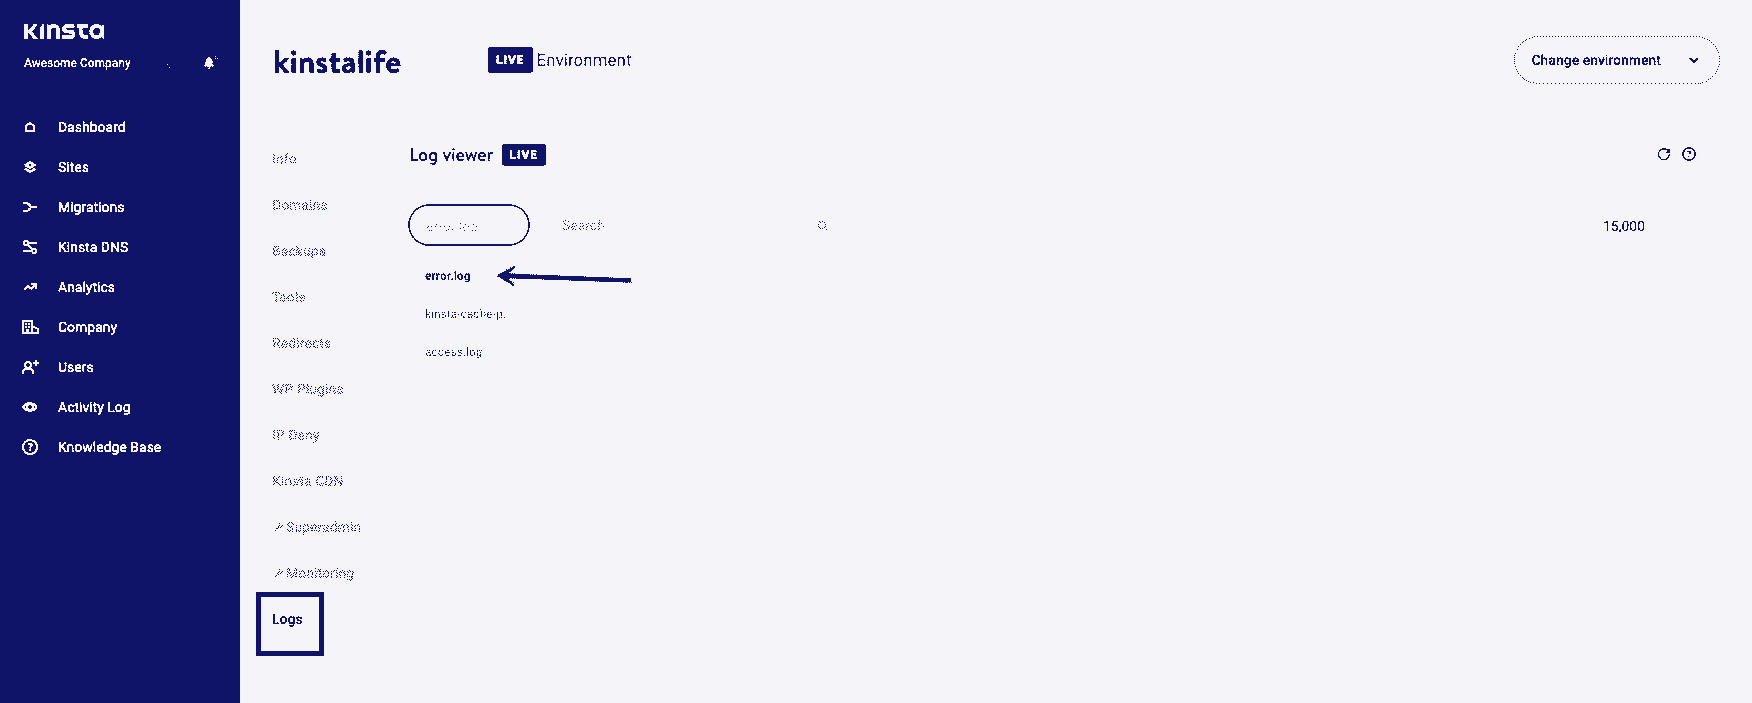 Kinsta
Awesome Company
Dashboard
Sites
Migrations
Kinsta DNS
Analytics
Company
Users
Activity Log
Knowledge Base
kinstalife
LIVE Environment
Change environment
Info
Domains
Backups
Tools
Redirects
WP Plugins
IP Deny
Kinsta CDN
Superadmin
Monitoring
Logs
Log viewer LIVE
error.log
Search
15,000
error.log
kinsta-cache-p.
access.log